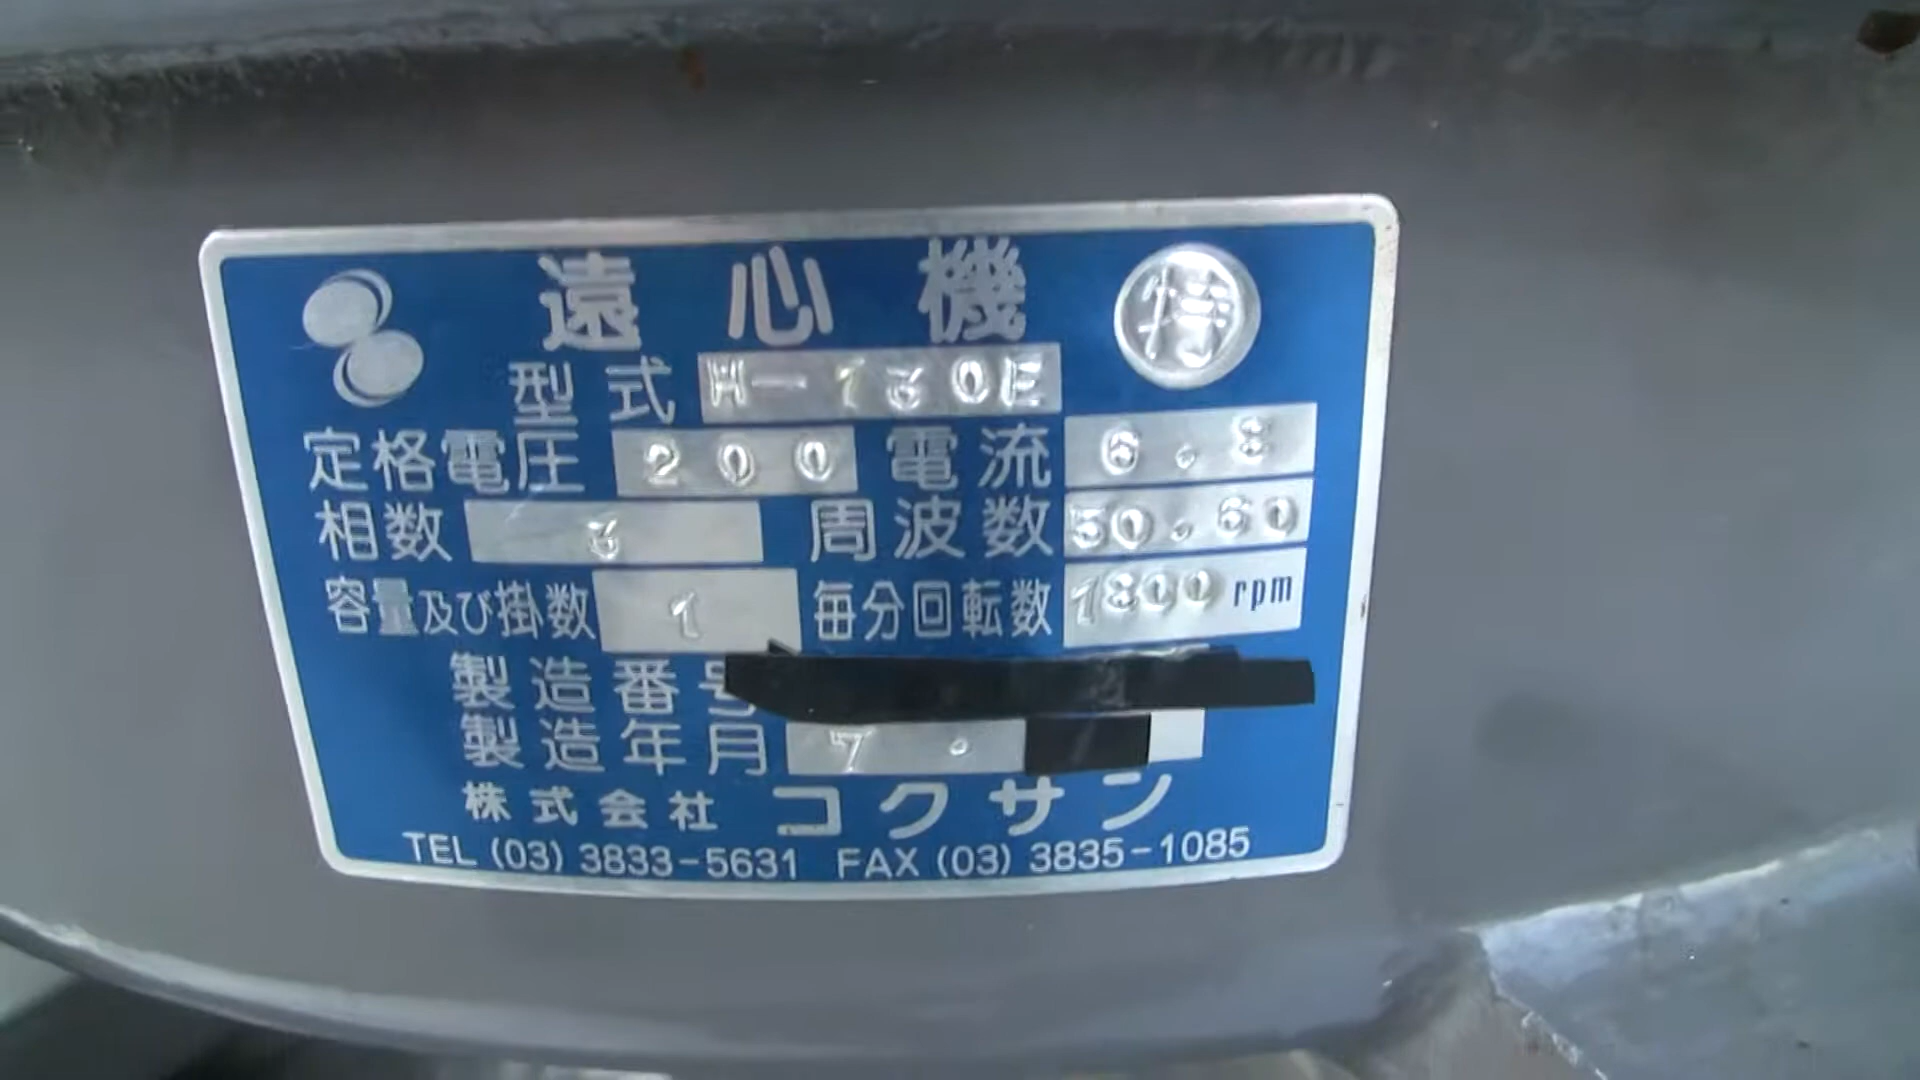 遠心機 特
型式 H-130E
定格電圧 200 電流 6.8
相数 3 周波数 50.60
容量及び掛数 1 毎分回転数 1800 rpm
製造番号
製造年月 7.
株式会社 コクサン
TEL (03) 3833-5631 FAX (03) 3835-1085